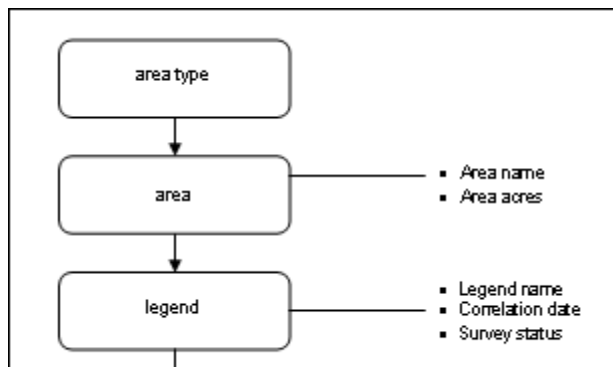 area type
area
▪ Area name
▪ Area acres
legend
▪ Legend name
▪ Correlation date
▪ Survey status